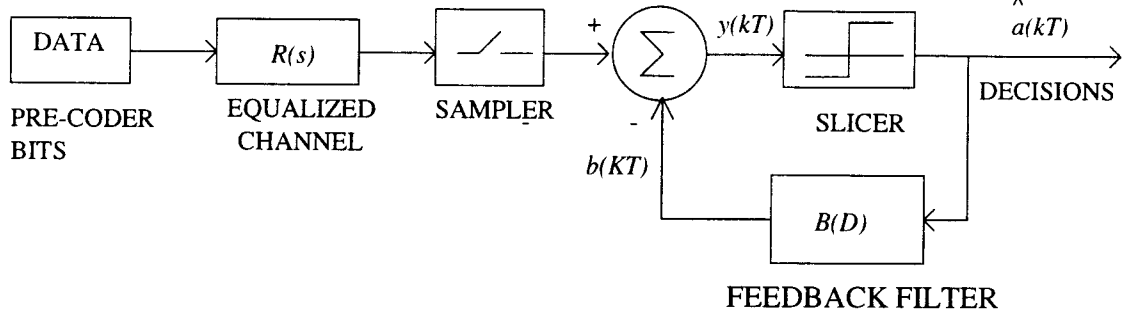 DATA
PRE-CODER
BITS
R(s)
EQUALIZED
CHANNEL
SAMPLER
+
-
Σ
b(KT)
y(kT)
SLICER
^
a(kT)
DECISIONS
B(D)
FEEDBACK FILTER